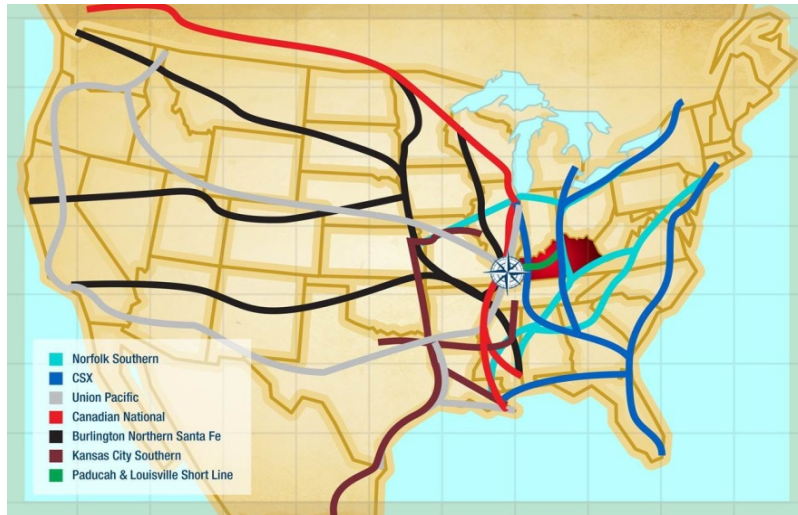 Norfolk Southern
CSX
Union Pacific
Canadian National
Burlington Northern Santa Fe
Kansas City Southern
Paducah & Louisville Short Line